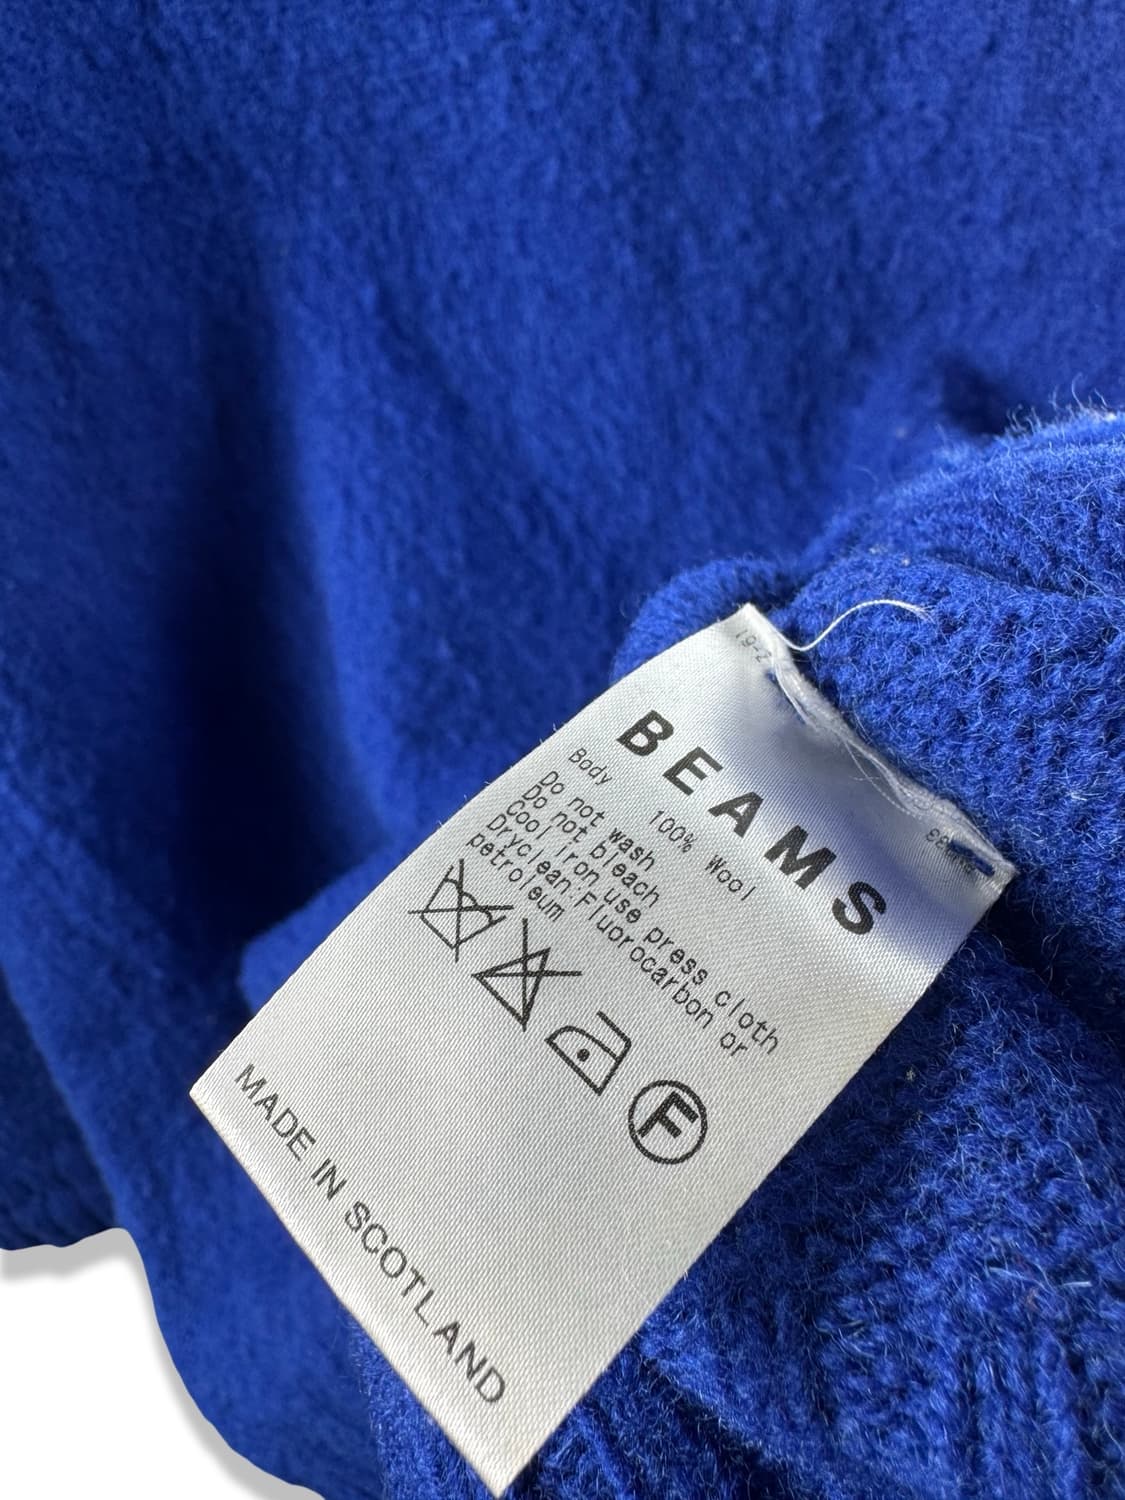 BEAMS
Body 100% Wool
Do not wash
Do not bleach
Cool iron,use press cloth
Dryclean:Fluorocarbon or
petroleum
F
MADE IN SCOTLAND